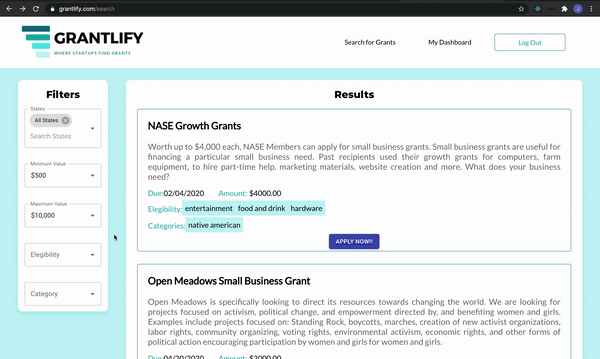 grantlify.com/search
J
GRANTLIFY
WHERE STARTUPS FIND GRANTS
Search for Grants
My Dashboard
Log Out
Filters
States
All States
Search States
Minimum Value
$500
Maximum Value
$10,000
Elegibility
Category
Results
NASE Growth Grants
Worth up to $4,000 each, NASE Members can apply for small business grants. Small business grants are useful for
financing a particular small business need. Past recipients used their growth grants for computers, farm
equipment, to hire part-time help, marketing materials, website creation and more. What does your business
need?
Due:02/04/2020 Amount: $4000.00
Elegibility: entertainment food and drink hardware
Categories: native american
APPLY NOW!!
Open Meadows Small Business Grant
Open Meadows is specifically looking to direct its resources towards changing the world. We are looking for
projects focused on activism, political change, and empowerment directed by, and benefiting women and girls.
Examples include projects focused on: Standing Rock, boycotts, marches, creation of new activist organizations,
labor rights, community organizing, voting rights, environmental activism, economic rights, and other forms of
political action encouraging participation by women and girls for women and girls.
Due:04/20/2020 Amount: $2000.00